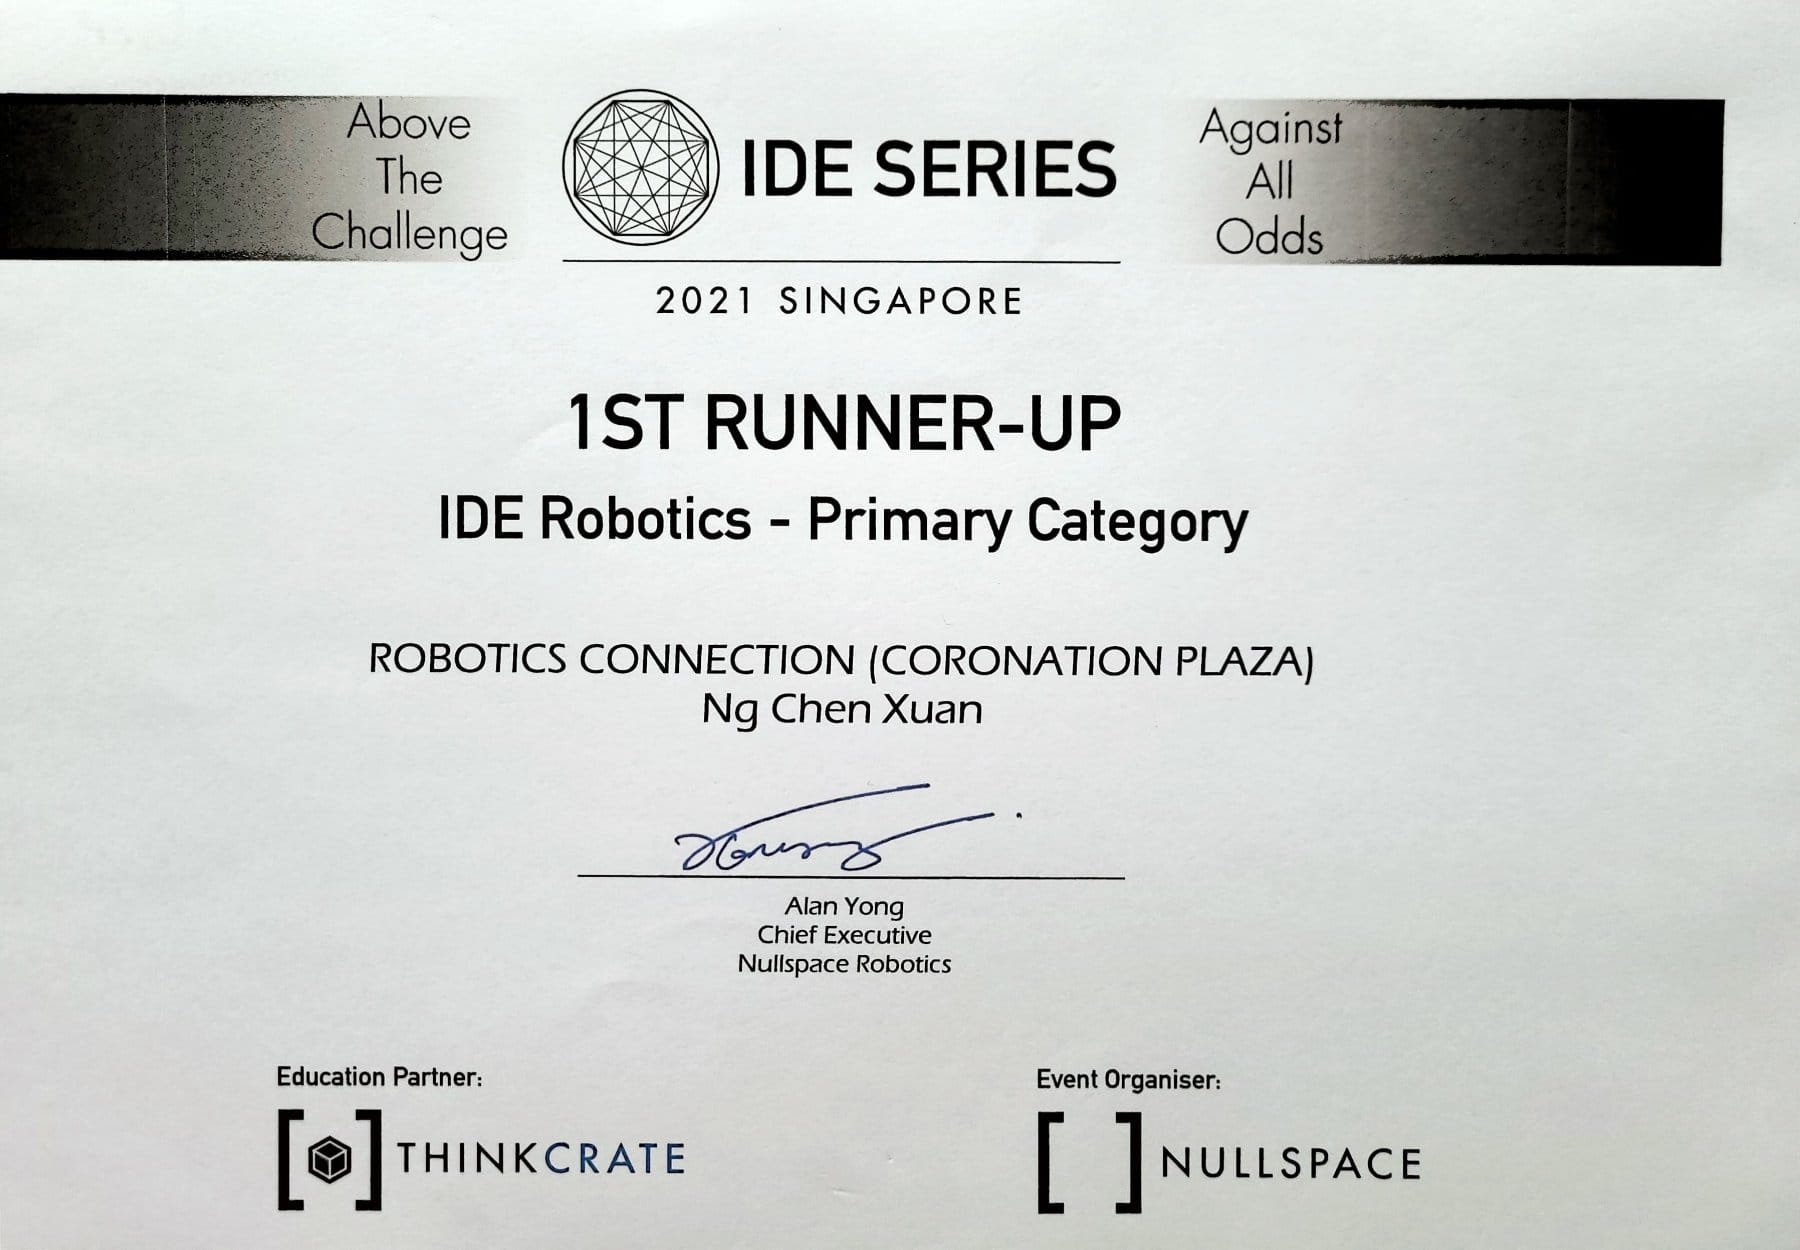 Above
The
Challenge
IDE SERIES
2021 SINGAPORE
Against
All
Odds
1ST RUNNER-UP
IDE Robotics - Primary Category
ROBOTICS CONNECTION (CORONATION PLAZA)
Ng Chen Xuan
Alan Yong
Chief Executive
Nullspace Robotics
Education Partner:
THINKCRATE
Event Organiser:
NULLSPACE